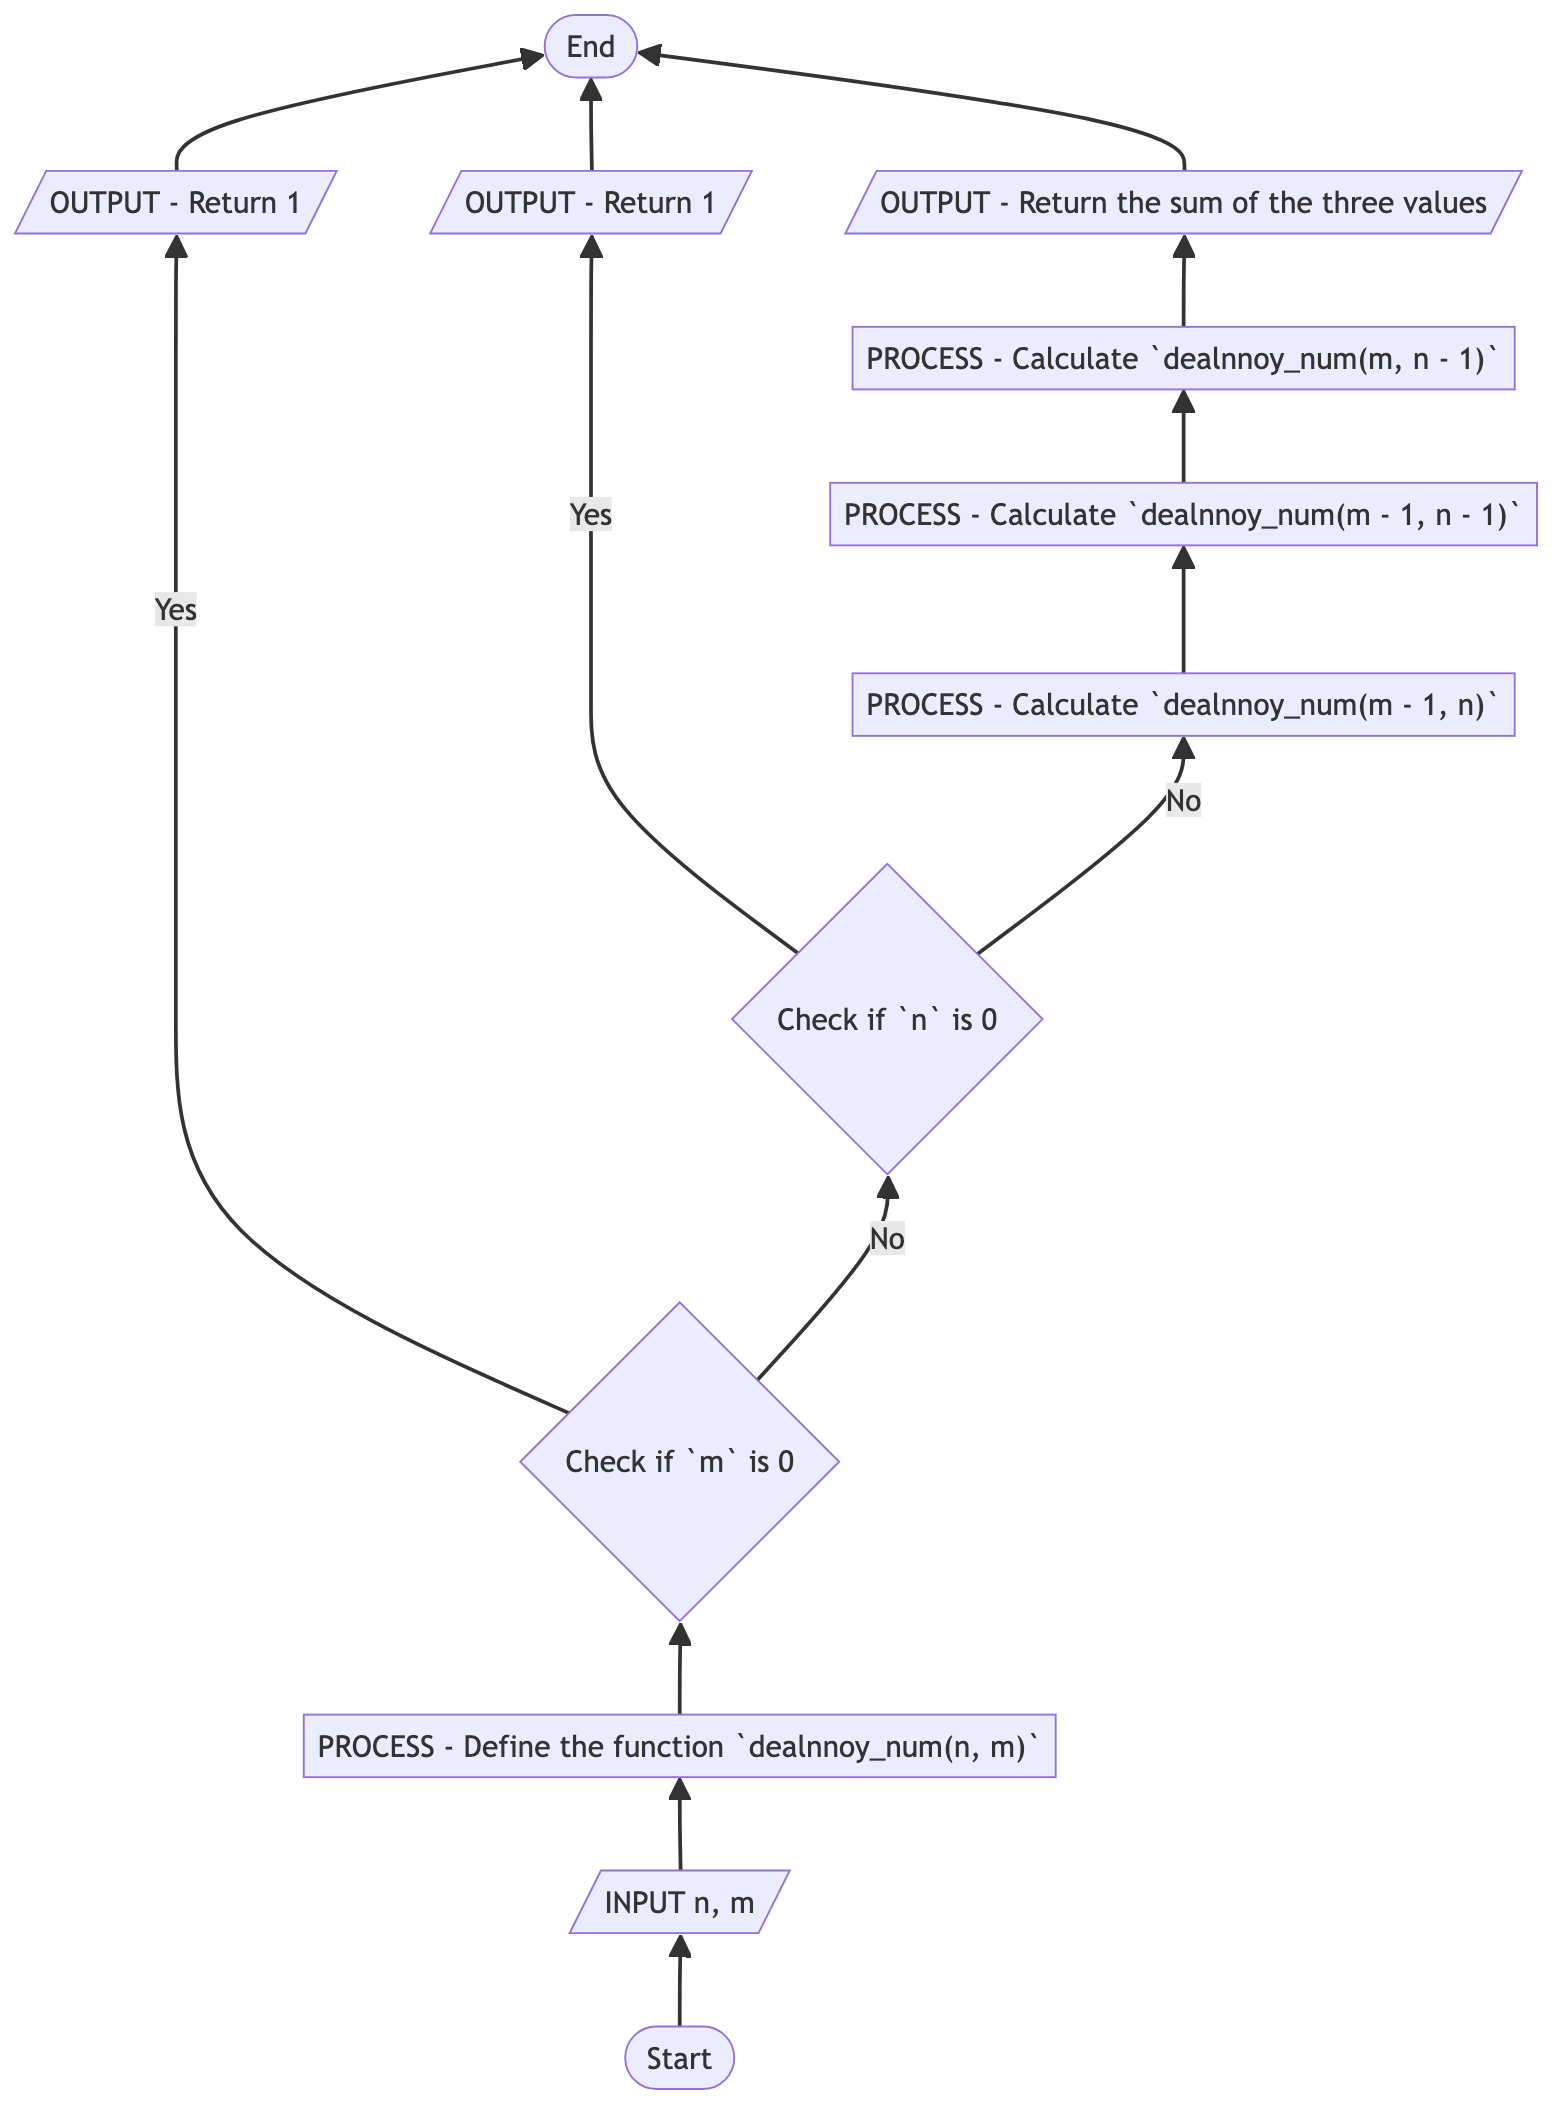 End
OUTPUT - Return 1
OUTPUT - Return 1
OUTPUT - Return the sum of the three values
PROCESS - Calculate `dealnnoy_num(m, n - 1)`
Yes
PROCESS - Calculate `dealnnoy_num(m - 1, n - 1)`
Yes
PROCESS - Calculate `dealnnoy_num(m - 1, n)`
No
Check if `n` is 0
No
Check if `m` is 0
PROCESS - Define the function `dealnnoy_num(n, m)`
INPUT n, m
Start